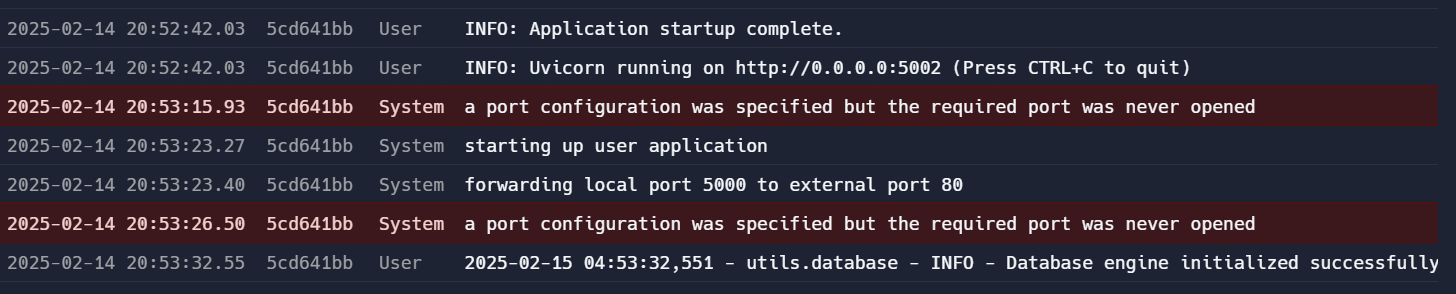 2025-02-14 20:52:42.03 5cd641bb User INFO: Application startup complete.
2025-02-14 20:52:42.03 5cd641bb User INFO: Uvicorn running on http://0.0.0.0:5002 (Press CTRL+C to quit)
2025-02-14 20:53:15.93 5cd641bb System a port configuration was specified but the required port was never opened
2025-02-14 20:53:23.27 5cd641bb System starting up user application
2025-02-14 20:53:23.40 5cd641bb System forwarding local port 5000 to external port 80
2025-02-14 20:53:26.50 5cd641bb System a port configuration was specified but the required port was never opened
2025-02-14 20:53:32.55 5cd641bb User 2025-02-15 04:53:32,551 - utils.database - INFO - Database engine initialized successfully